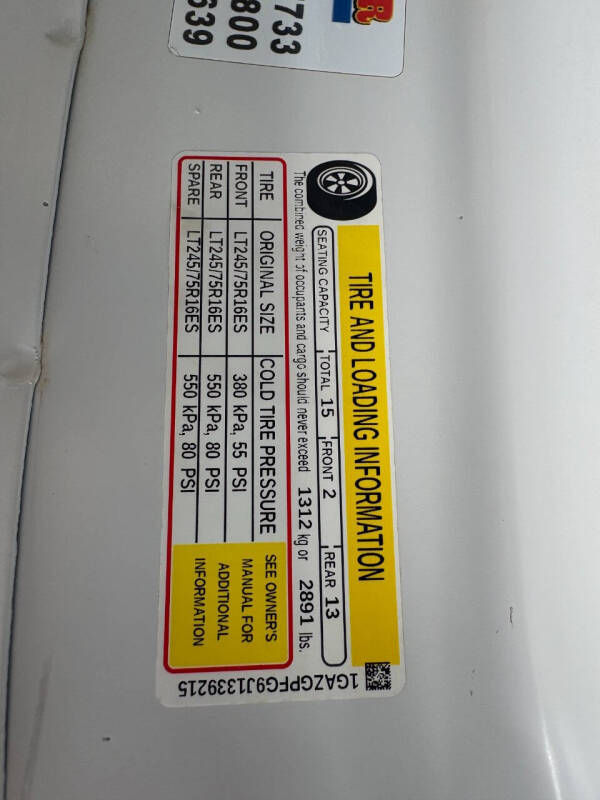 733
800
639
TIRE AND LOADING INFORMATION
SEATING CAPACITY TOTAL 15 FRONT 2 REAR 13
The combined weight of occupants and cargo should never exceed 1312 kg or 2891 lbs.
TIRE ORIGINAL SIZE COLD TIRE PRESSURE
FRONT LT245/75R16ES 380 kPa, 55 PSI
REAR LT245/75R16ES 550 kPa, 80 PSI
SPARE LT245/75R16ES 550 kPa, 80 PSI
SEE OWNER'S
MANUAL FOR
ADDITIONAL
INFORMATION
1GAZGPFG9J1339215